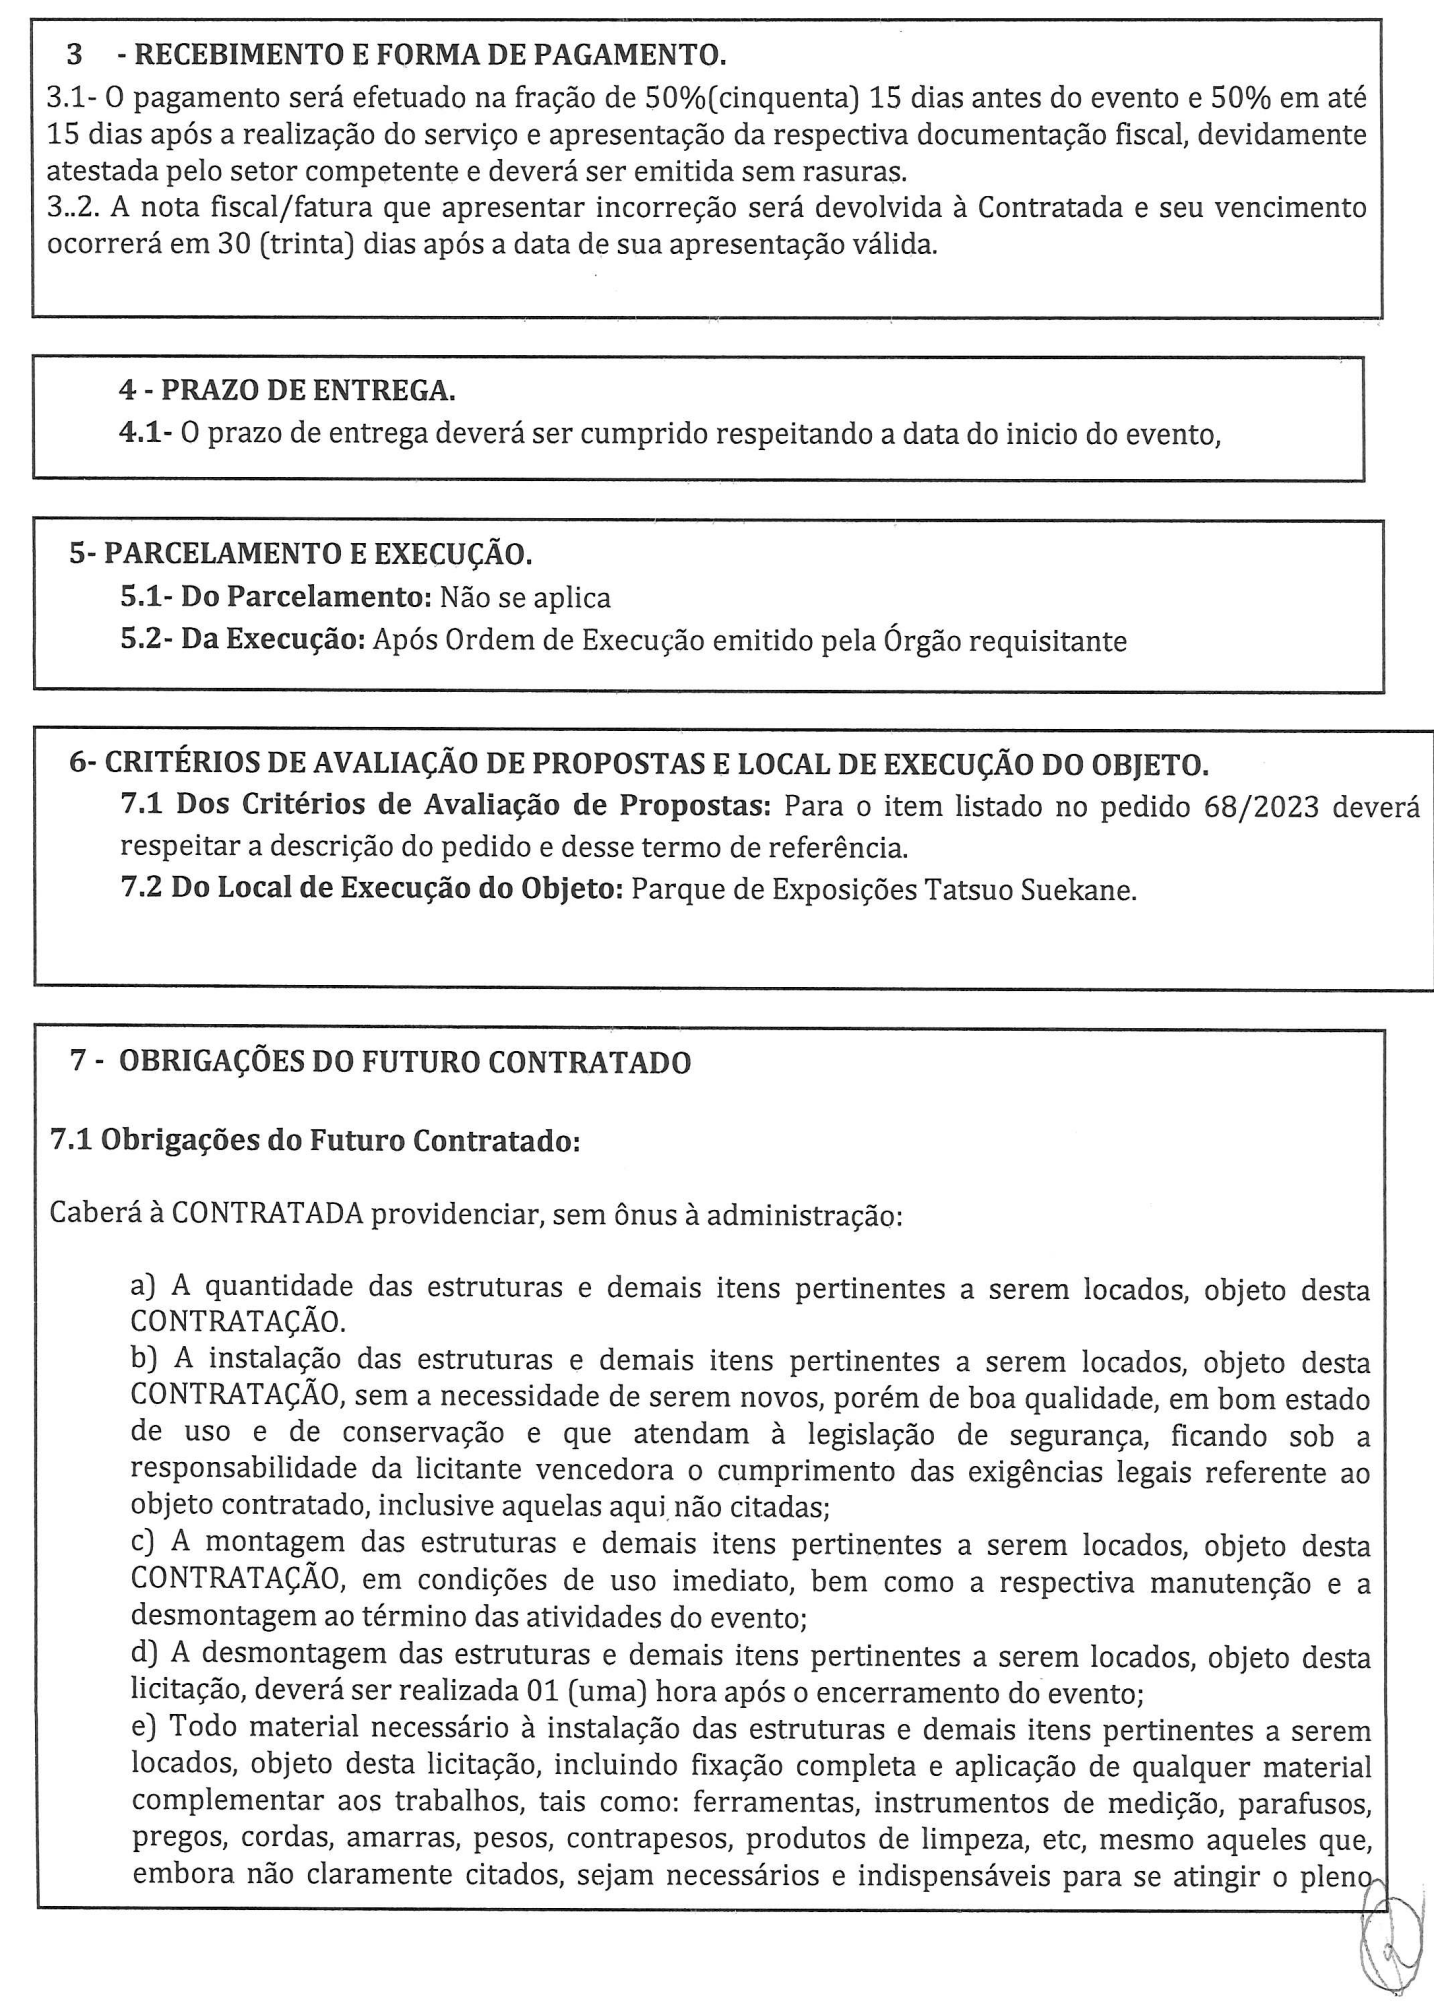 3 - RECEBIMENTO E FORMA DE PAGAMENTO.
3.1- O pagamento será efetuado na fração de 50%(cinquenta) 15 dias antes do evento e 50% em até
15 dias após a realização do serviço e apresentação da respectiva documentação fiscal, devidamente
atestada pelo setor competente e deverá ser emitida sem rasuras.
3..2. A nota fiscal/fatura que apresentar incorreção será devolvida à Contratada e seu vencimento
ocorrerá em 30 (trinta) dias após a data de sua apresentação válida.
4 - PRAZO DE ENTREGA.
4.1- O prazo de entrega deverá ser cumprido respeitando a data do inicio do evento,
5- PARCELAMENTO E EXECUÇÃO.
5.1- Do Parcelamento: Não se aplica
5.2- Da Execução: Após Ordem de Execução emitido pela Órgão requisitante
6- CRITÉRIOS DE AVALIAÇÃO DE PROPOSTAS E LOCAL DE EXECUÇÃO DO OBJETO.
7.1 Dos Critérios de Avaliação de Propostas: Para o item listado no pedido 68/2023 deverá
respeitar a descrição do pedido e desse termo de referência.
7.2 Do Local de Execução do Objeto: Parque de Exposições Tatsuo Suekane.
7 - OBRIGAÇÕES DO FUTURO CONTRATADO
7.1 Obrigações do Futuro Contratado:
Caberá à CONTRATADA providenciar, sem ônus à administração:
a) A quantidade das estruturas e demais itens pertinentes a serem locados, objeto desta
CONTRATAÇÃO.
b) A instalação das estruturas e demais itens pertinentes a serem locados, objeto desta
CONTRATAÇÃO, sem a necessidade de serem novos, porém de boa qualidade, em bom estado
de uso e de conservação e que atendam à legislação de segurança, ficando sob a
responsabilidade da licitante vencedora o cumprimento das exigências legais referente ao
objeto contratado, inclusive aquelas aqui não citadas;
c) A montagem das estruturas e demais itens pertinentes a serem locados, objeto desta
CONTRATAÇÃO, em condições de uso imediato, bem como a respectiva manutenção e a
desmontagem ao término das atividades do evento;
d) A desmontagem das estruturas e demais itens pertinentes a serem locados, objeto desta
licitação, deverá ser realizada 01 (uma) hora após o encerramento do evento;
e) Todo material necessário à instalação das estruturas e demais itens pertinentes a serem
locados, objeto desta licitação, incluindo fixação completa e aplicação de qualquer material
complementar aos trabalhos, tais como: ferramentas, instrumentos de medição, parafusos,
pregos, cordas, amarras, pesos, contrapesos, produtos de limpeza, etc, mesmo aqueles que,
embora não claramente citados, sejam necessários e indispensáveis para se atingir o pleno